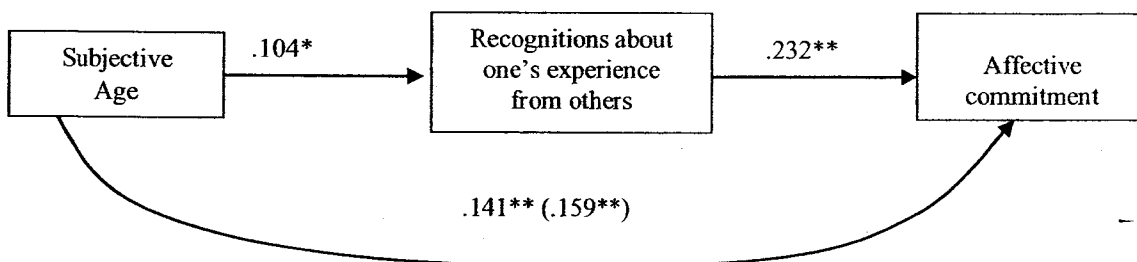 Subjective
Age
.104*
Recognitions about
one's experience
from others
.232**
Affective
commitment
.141** (.159**)